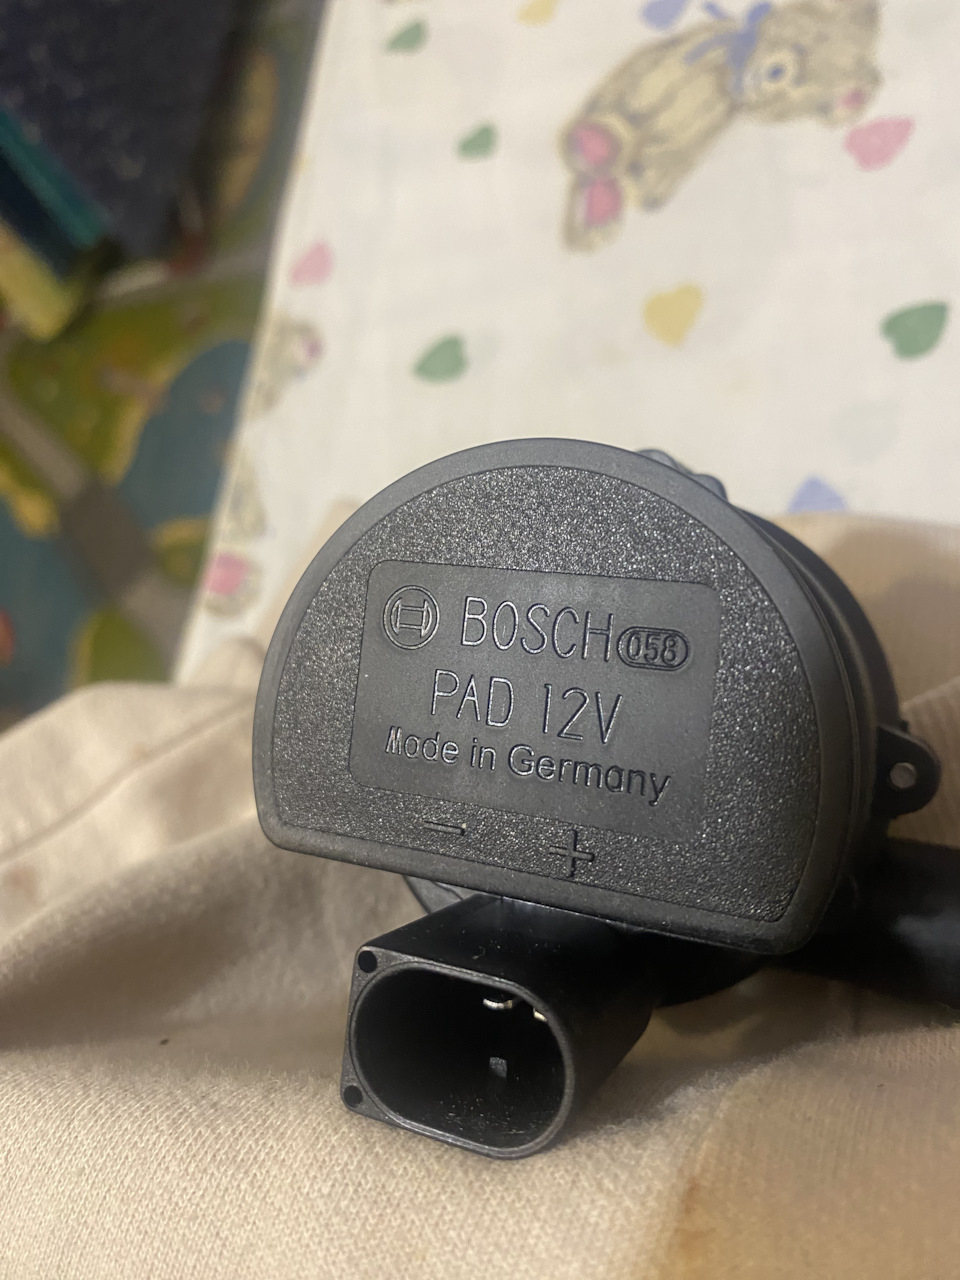 BOSCH 058
PAD 12V
Made in Germany
- +